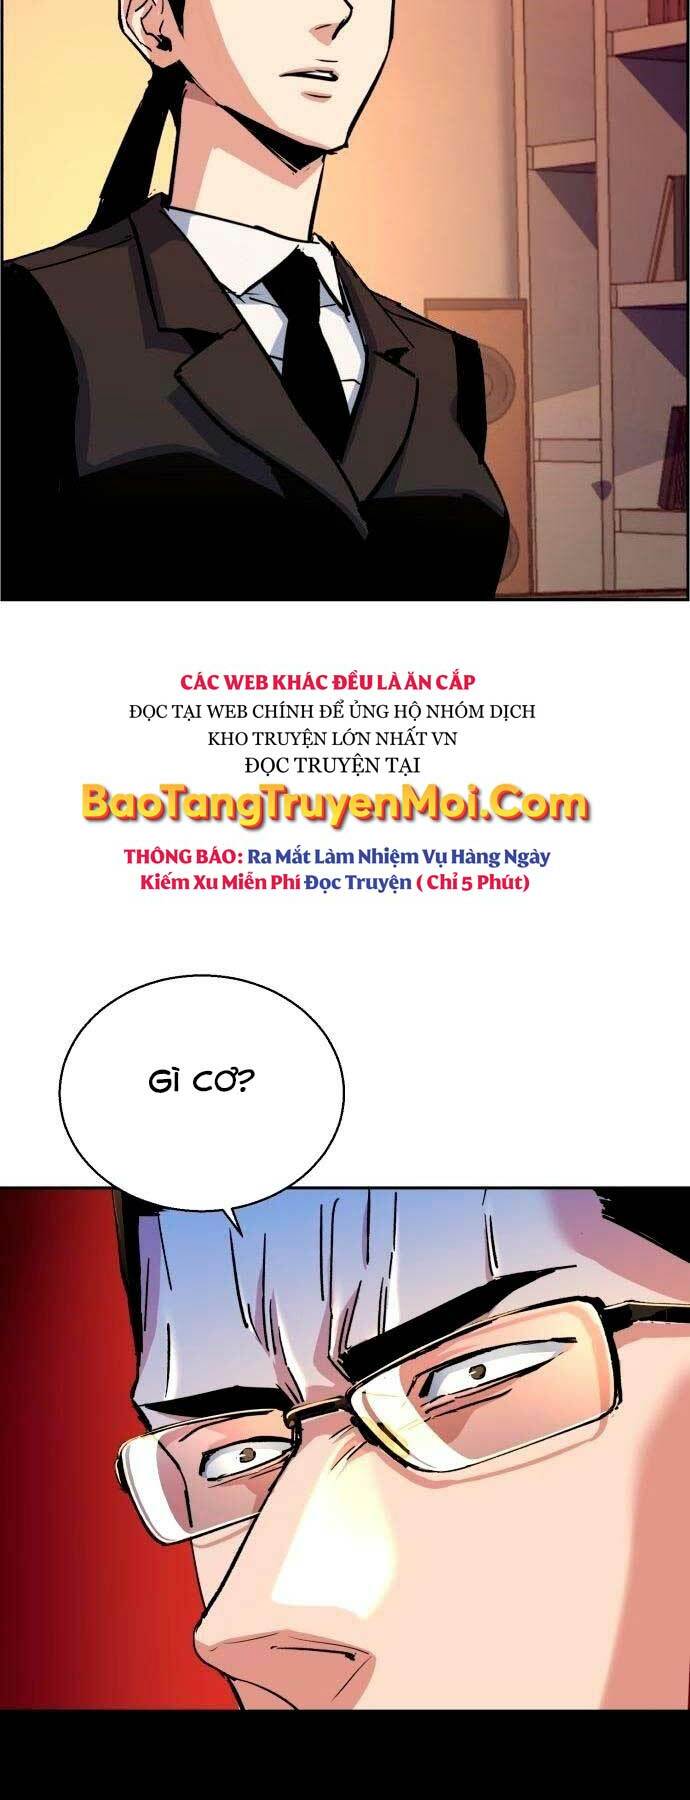 CÁC WEB KHÁC ĐỀU LÀ ĂN CẮP
ĐỌC TẠI WEB CHÍNH ĐỂ ỦNG HỘ NHÓM DỊCH
KHO TRUYỆN LỚN NHẤT VN
ĐỌC TRUYỆN TẠI
BaoTangTruyenMoi.Com
THÔNG BÁO: Ra Mắt Làm Nhiệm Vụ Hàng Ngày
Kiếm Xu Miễn Phí Đọc Truyện ( Chỉ 5 Phút)
GÌ CƠ?